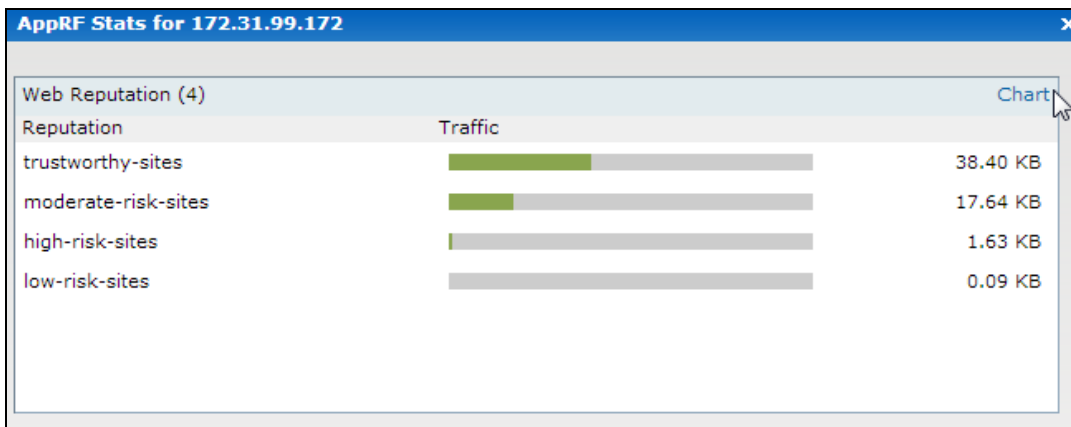 AppRF Stats for 172.31.99.172 x
Web Reputation (4) Chart
Reputation Traffic
trustworthy-sites 38.40 KB
moderate-risk-sites 17.64 KB
high-risk-sites 1.63 KB
low-risk-sites 0.09 KB